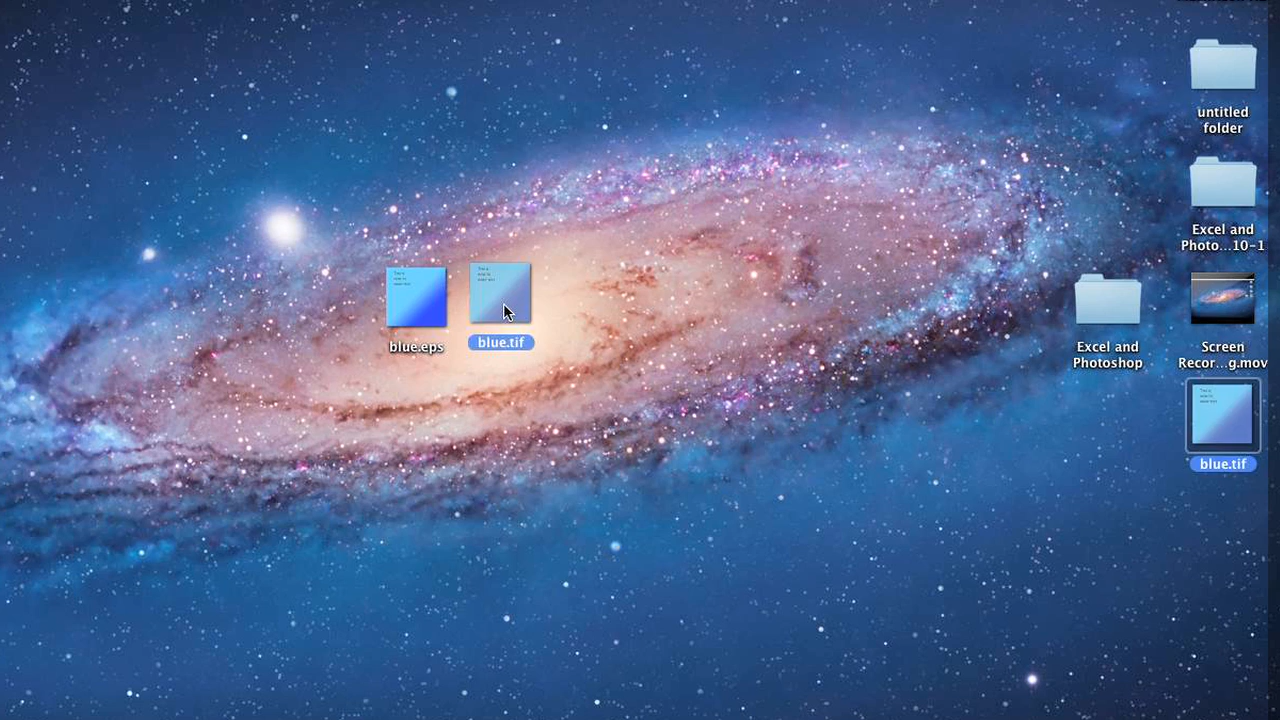 untitled
folder
Excel and
Photo...10-1
Excel and
Photoshop
Screen
Recor...g.mov
blue.eps
blue.tif
blue.tif